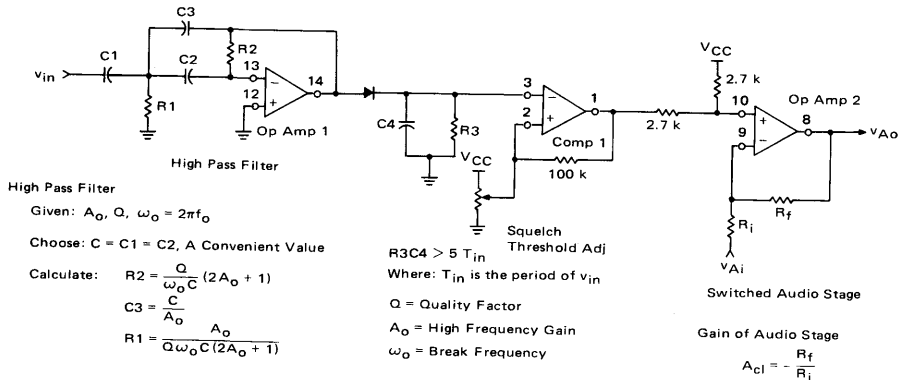 C3
R2
C1
C2
13
14
v_in
12
R1
Op Amp 1
High Pass Filter
C4
R3
3
2
1
Comp 1
V_CC
100 k
Squelch
Threshold Adj
V_CC
2.7 k
2.7 k
10
9
8
Op Amp 2
v_Ao
R_f
R_i
v_Ai
Switched Audio Stage
High Pass Filter
Given: A_o, Q, ω_o = 2πf_o
Choose: C = C1 = C2, A Convenient Value
Calculate: R2 = Q/(ω_o C) (2A_o + 1)
C3 = C/A_o
R1 = A_o/(Qω_o C (2A_o + 1))
R3C4 > 5 T_in
Where: T_in is the period of v_in
Q = Quality Factor
A_o = High Frequency Gain
ω_o = Break Frequency
Gain of Audio Stage
A_cl = - R_f/R_i